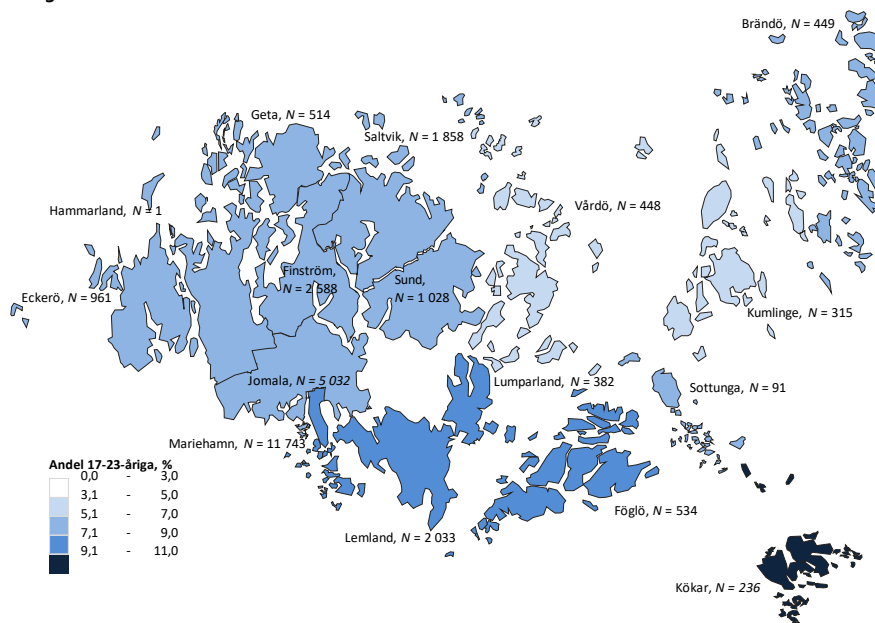 Brändö, N = 449
Geta, N = 514
Saltvik, N = 1 858
Hammarland, N = 1
Vårdö, N = 448
Finström,
N = 2 588
Sund,
N = 1 028
Eckerö, N = 961
Kumlinge, N = 315
Jomala, N = 5 032
Lumparland, N = 382
Sottunga, N = 91
Mariehamn, N = 11 743
Andel 17-23-åriga, %
0,0 - 3,0
3,1 - 5,0
5,1 - 7,0
7,1 - 9,0
9,1 - 11,0
Föglö, N = 534
Lemland, N = 2 033
Kökar, N = 236